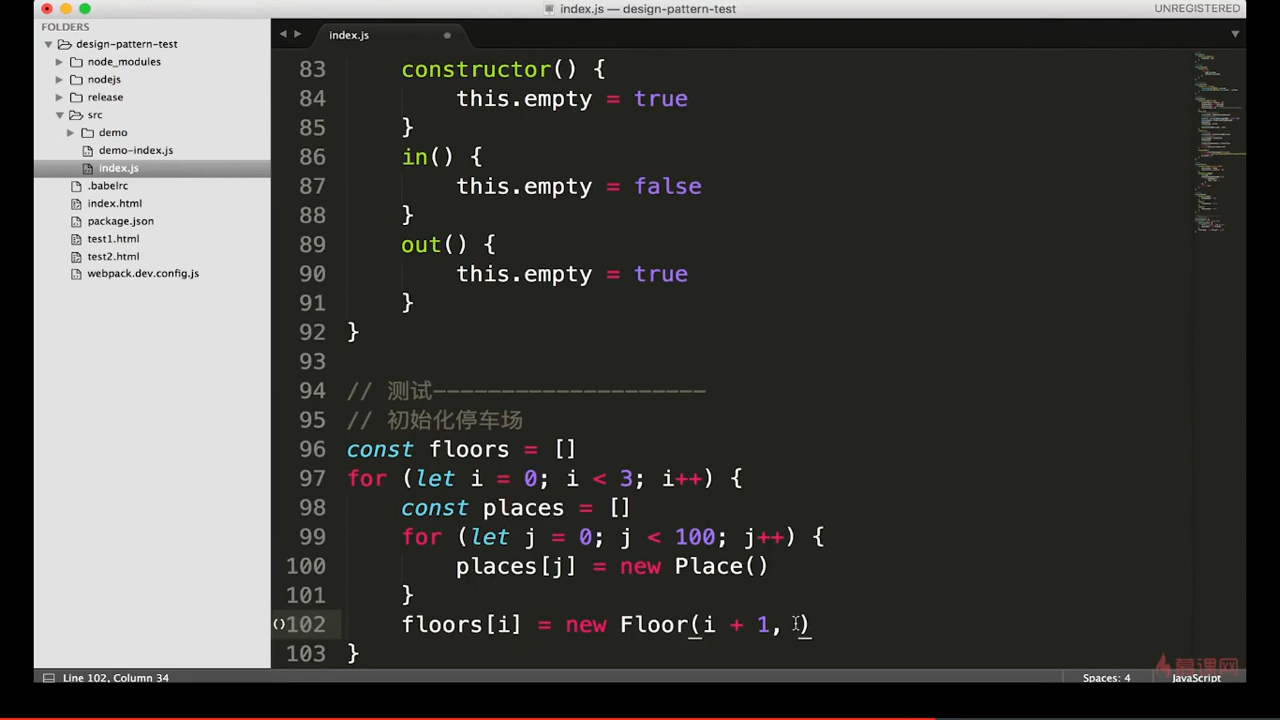 index.js — design-pattern-test
UNREGISTERED
FOLDERS
design-pattern-test
node_modules
nodejs
release
src
demo
demo-index.js
index.js
.babelrc
index.html
package.json
test1.html
test2.html
webpack.dev.config.js
index.js
83 constructor() {
84 this.empty = true
85 }
86 in() {
87 this.empty = false
88 }
89 out() {
90 this.empty = true
91 }
92 }
93
94 // 测试--------------------
95 // 初始化停车场
96 const floors = []
97 for (let i = 0; i < 3; i++) {
98 const places = []
99 for (let j = 0; j < 100; j++) {
100 places[j] = new Place()
101 }
102 floors[i] = new Floor(i + 1, )
103 }
慕课网
Line 102, Column 34
Spaces: 4
JavaScript